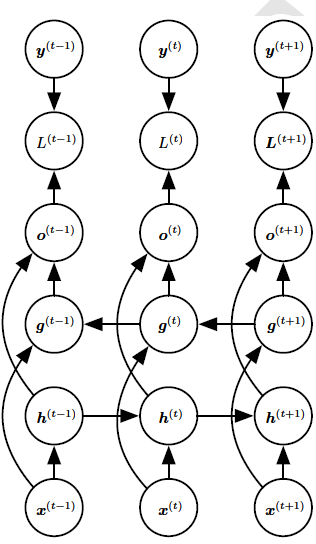 y^(t−1) y^(t) y^(t+1)
L^(t−1) L^(t) L^(t+1)
o^(t−1) o^(t) o^(t+1)
g^(t−1) g^(t) g^(t+1)
h^(t−1) h^(t) h^(t+1)
x^(t−1) x^(t) x^(t+1)